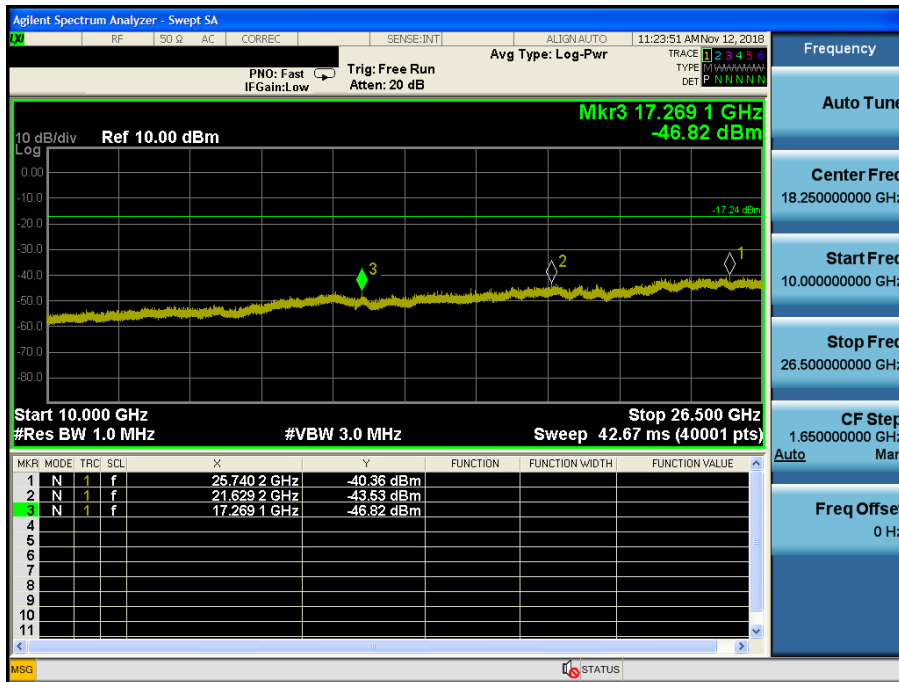 Agilent Spectrum Analyzer - Swept SA
LXI RF 50 Ω AC CORREC SENSE:INT ALIGN AUTO 11:23:51 AM Nov 12, 2018
PNO: Fast
IFGain:Low
Trig: Free Run
Atten: 20 dB
Avg Type: Log-Pwr
TRACE 1 2 3 4 5 6
TYPE MWWWWW
DET P N N N N N
Mkr3 17.269 1 GHz
-46.82 dBm
10 dB/div Ref 10.00 dBm
Log
0.00
-10.0
-17.24 dBm
-20.0
-30.0
-40.0
-50.0
-60.0
-70.0
-80.0
3
2
1
Start 10.000 GHz Stop 26.500 GHz
#Res BW 1.0 MHz #VBW 3.0 MHz Sweep 42.67 ms (40001 pts)
MKR MODE TRC SCL X Y FUNCTION FUNCTION WIDTH FUNCTION VALUE
1 N 1 f 25.740 2 GHz -40.36 dBm
2 N 1 f 21.629 2 GHz -43.53 dBm
3 N 1 f 17.269 1 GHz -46.82 dBm
4
5
6
7
8
9
10
11
MSG STATUS
Frequency
Auto Tune
Center Freq
18.250000000 GHz
Start Freq
10.000000000 GHz
Stop Freq
26.500000000 GHz
CF Step
1.650000000 GHz
Auto Man
Freq Offset
0 Hz